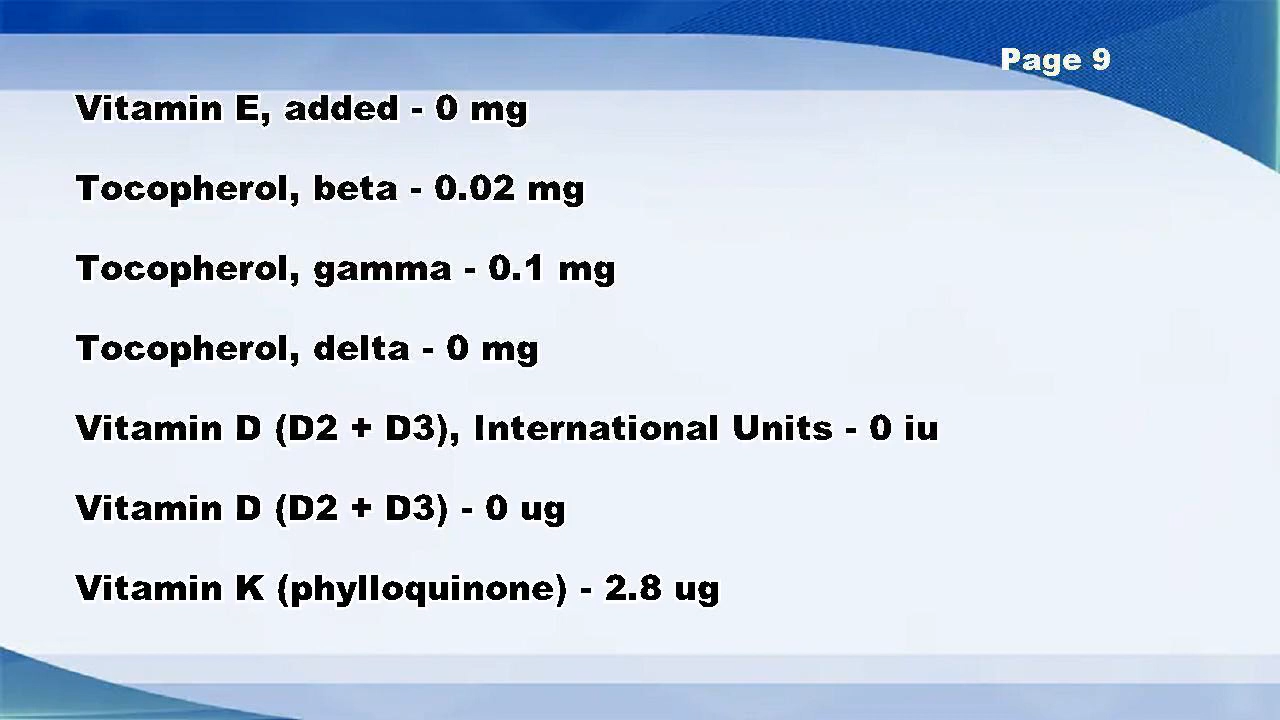 Page 9
Vitamin E, added - 0 mg
Tocopherol, beta - 0.02 mg
Tocopherol, gamma - 0.1 mg
Tocopherol, delta - 0 mg
Vitamin D (D2 + D3), International Units - 0 iu
Vitamin D (D2 + D3) - 0 ug
Vitamin K (phylloquinone) - 2.8 ug